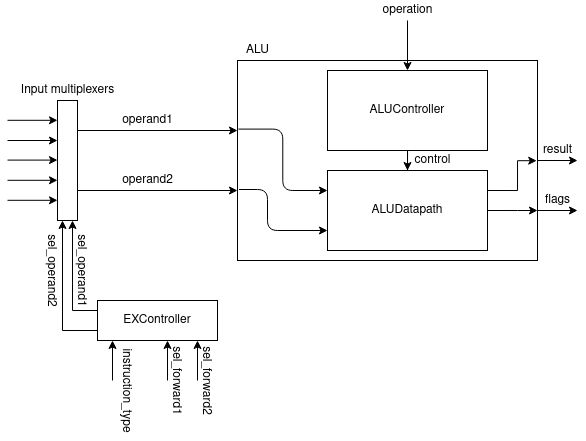 operation
ALU
Input multiplexers
ALUController
operand1
result
control
operand2
flags
ALUDatapath
sel_operand2
sel_operand1
EXController
instruction_type
sel_forward1
sel_forward2